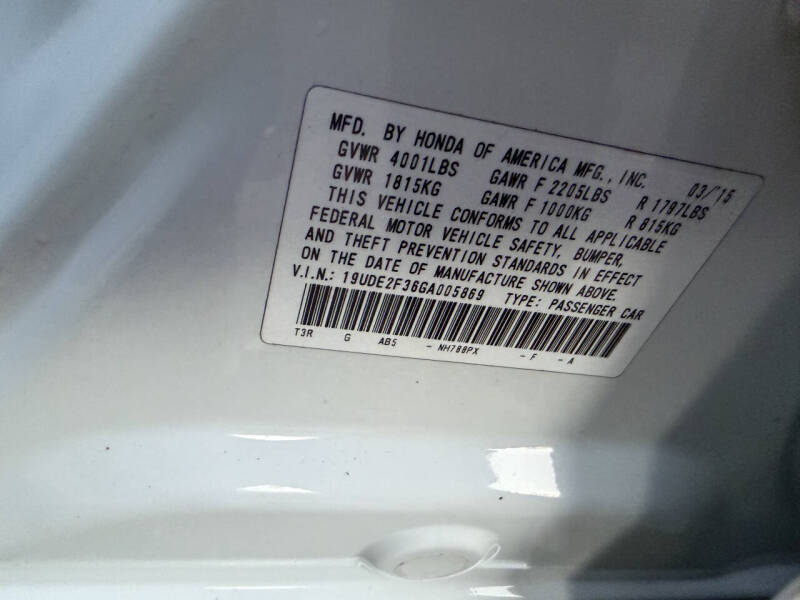 MFD. BY HONDA OF AMERICA MFG., INC. 03/'15
GVWR 4001LBS GAWR F 2205LBS R 1797LBS
GVWR 1815KG GAWR F 1000KG R 815KG
THIS VEHICLE CONFORMS TO ALL APPLICABLE
FEDERAL MOTOR VEHICLE SAFETY, BUMPER,
AND THEFT PREVENTION STANDARDS IN EFFECT
ON THE DATE OF MANUFACTURE SHOWN ABOVE.
V.I.N.: 19UDE2F36GA005869 TYPE: PASSENGER CAR
T3R G AB5 - NH788PX - F - A